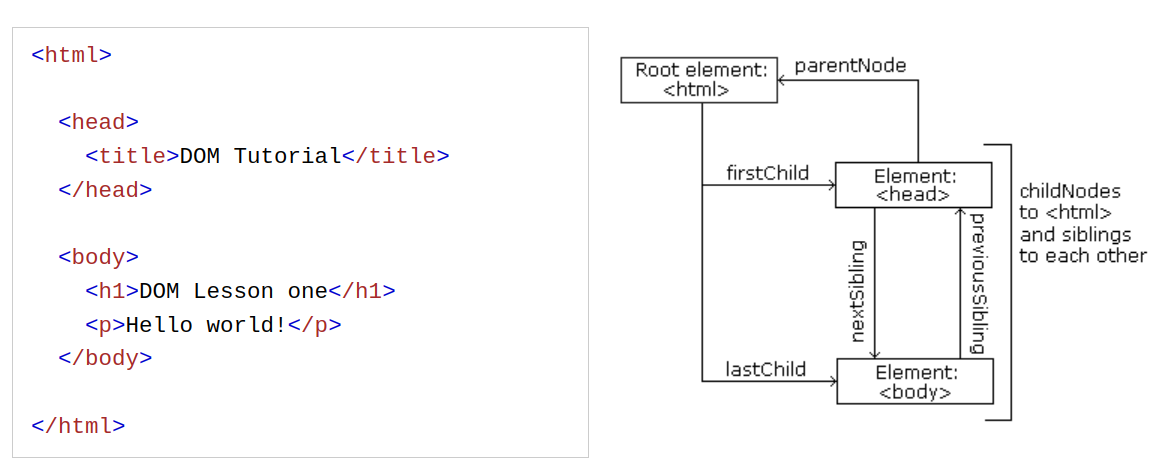 <html>
<head>
<title>DOM Tutorial</title>
</head>
<body>
<h1>DOM Lesson one</h1>
<p>Hello world!</p>
</body>
</html>
Root element:
<html>
parentNode
firstChild
Element:
<head>
childNodes
to <html>
and siblings
to each other
nextSibling
previousSibling
lastChild
Element:
<body>